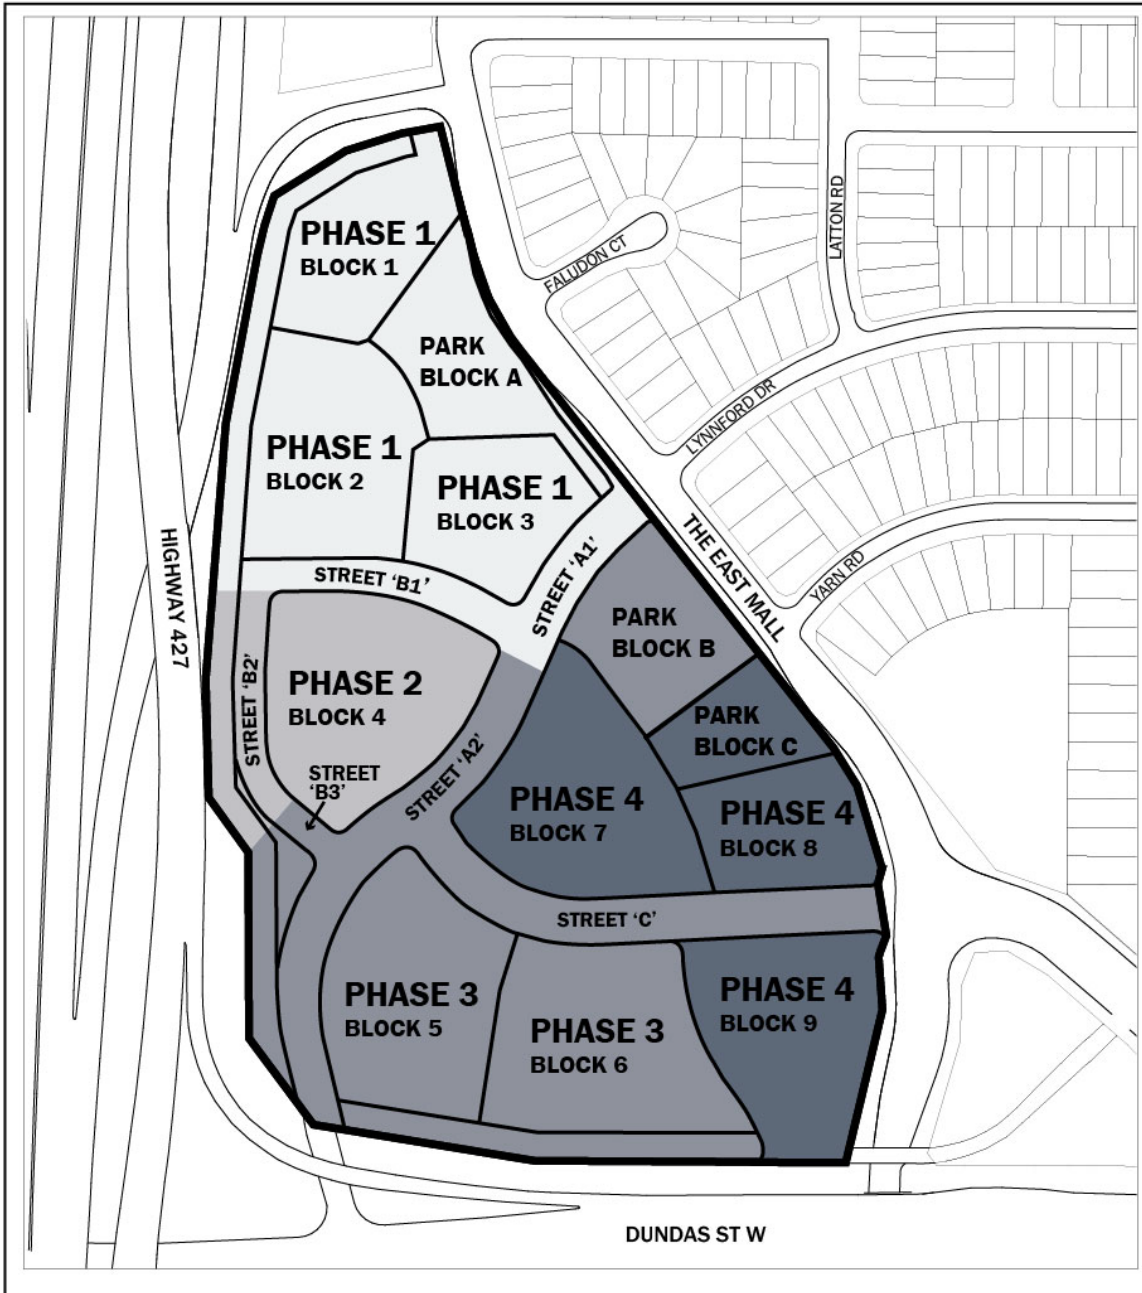 PHASE 1
BLOCK 1
PARK
BLOCK A
PHASE 1
BLOCK 2
PHASE 1
BLOCK 3
STREET 'B1'
STREET 'A1'
PARK
BLOCK B
PHASE 2
BLOCK 4
STREET 'B2'
STREET
'B3'
STREET 'A2'
PARK
BLOCK C
PHASE 4
BLOCK 7
PHASE 4
BLOCK 8
STREET 'C'
PHASE 3
BLOCK 5
PHASE 3
BLOCK 6
PHASE 4
BLOCK 9
HIGHWAY 427
THE EAST MALL
FALUDON CT
LATTON RD
LYNNFORD DR
YARN RD
DUNDAS ST W